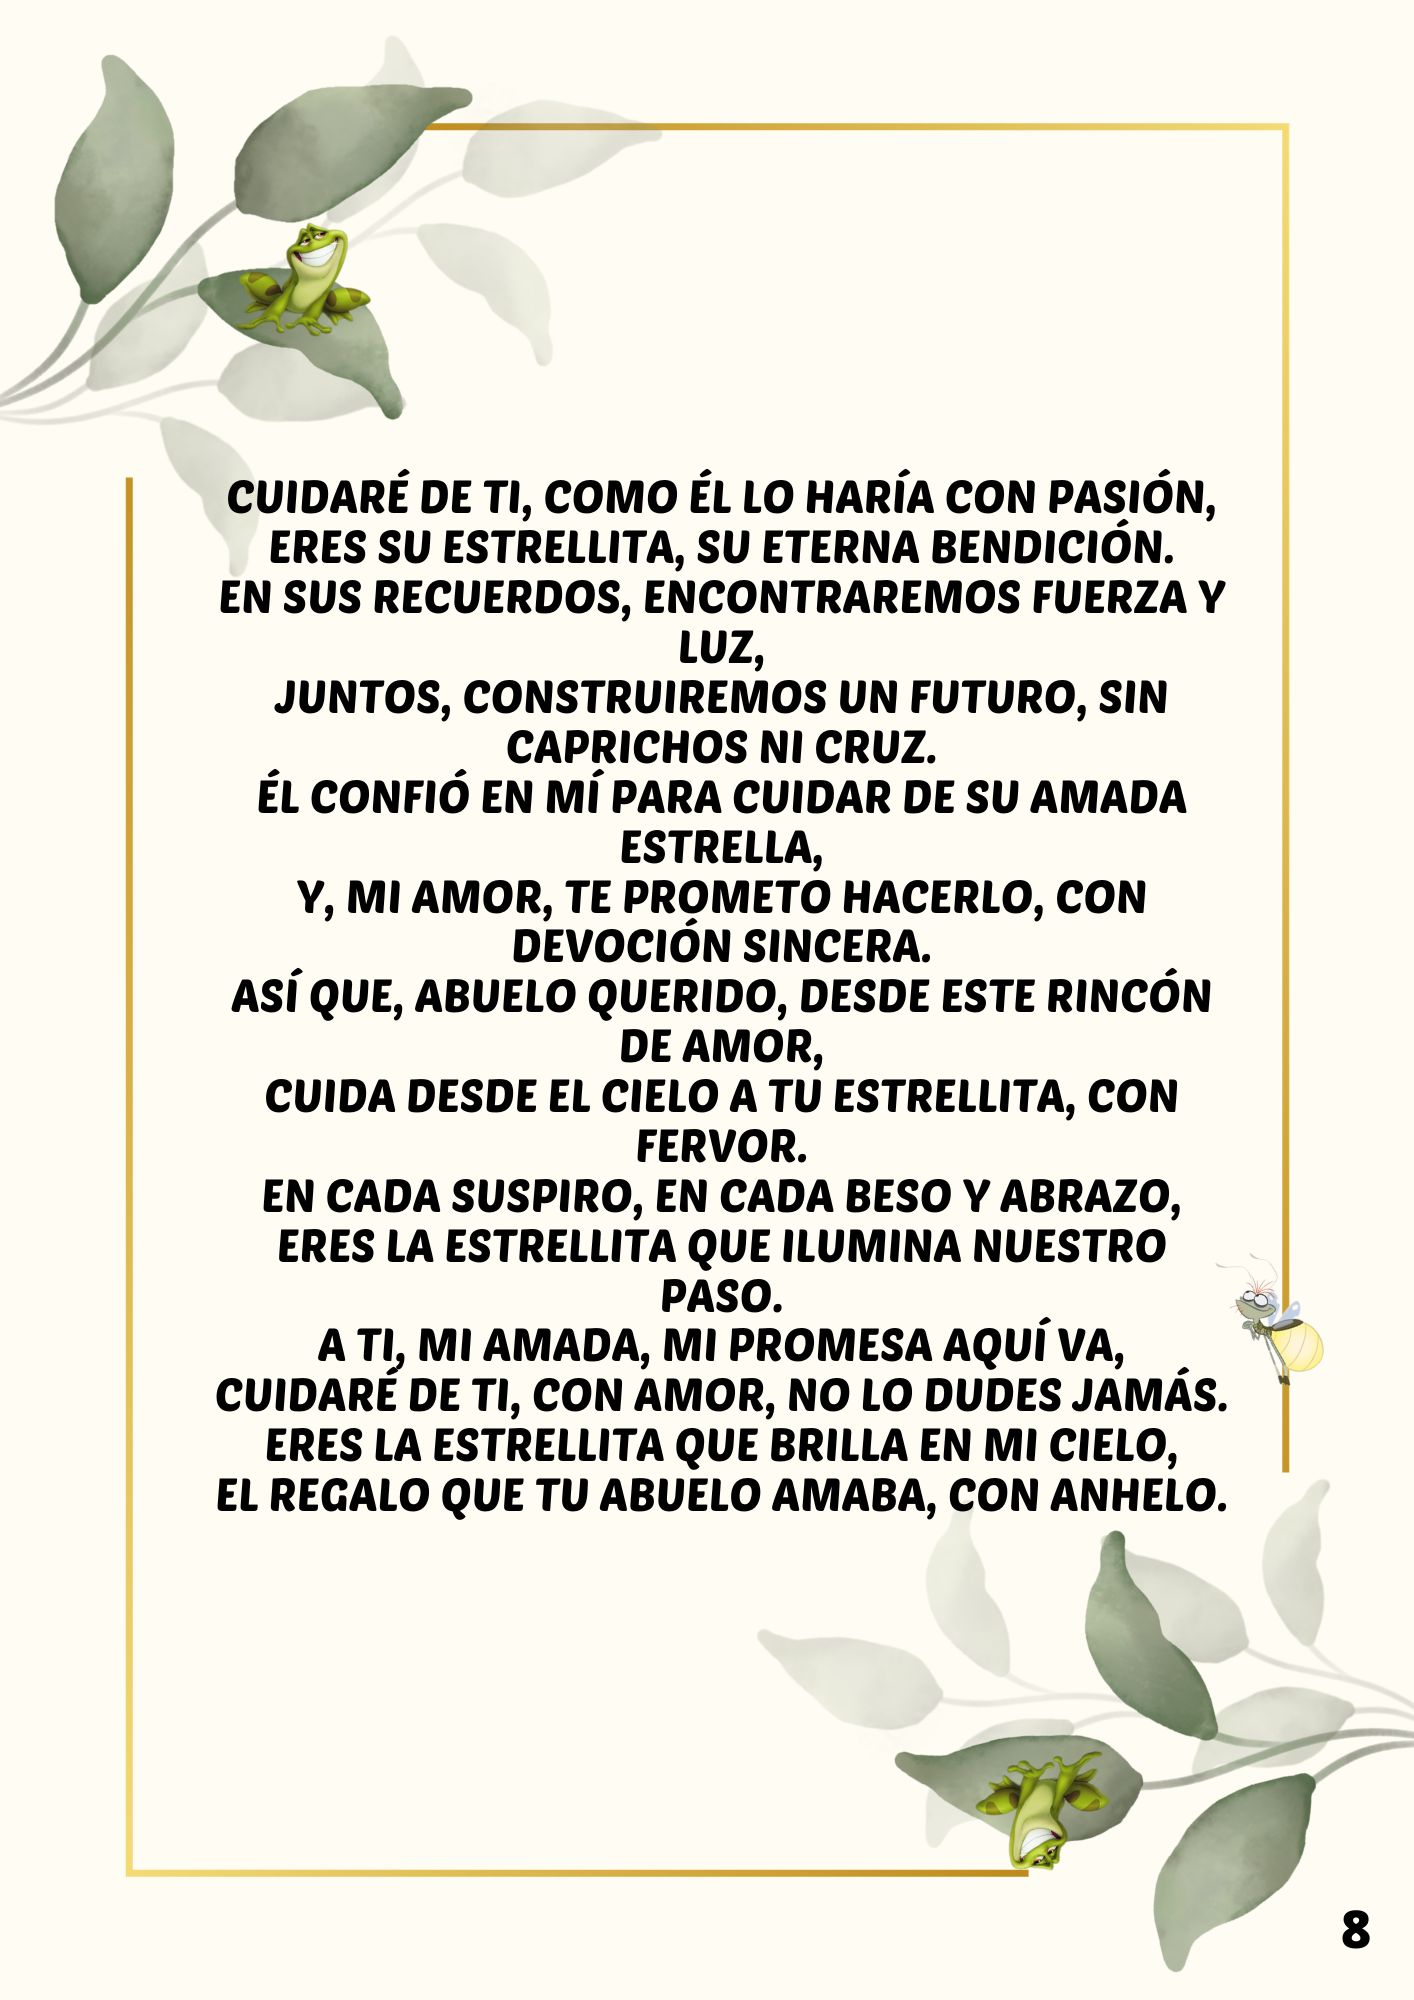 CUIDARÉ DE TI, COMO ÉL LO HARÍA CON PASIÓN,
ERES SU ESTRELLITA, SU ETERNA BENDICIÓN.
EN SUS RECUERDOS, ENCONTRAREMOS FUERZA Y
LUZ,
JUNTOS, CONSTRUIREMOS UN FUTURO, SIN
CAPRICHOS NI CRUZ.
ÉL CONFIÓ EN MÍ PARA CUIDAR DE SU AMADA
ESTRELLA,
Y, MI AMOR, TE PROMETO HACERLO, CON
DEVOCIÓN SINCERA.
ASÍ QUE, ABUELO QUERIDO, DESDE ESTE RINCÓN
DE AMOR,
CUIDA DESDE EL CIELO A TU ESTRELLITA, CON
FERVOR.
EN CADA SUSPIRO, EN CADA BESO Y ABRAZO,
ERES LA ESTRELLITA QUE ILUMINA NUESTRO
PASO.
A TI, MI AMADA, MI PROMESA AQUÍ VA,
CUIDARÉ DE TI, CON AMOR, NO LO DUDES JAMÁS.
ERES LA ESTRELLITA QUE BRILLA EN MI CIELO,
EL REGALO QUE TU ABUELO AMABA, CON ANHELO.
8